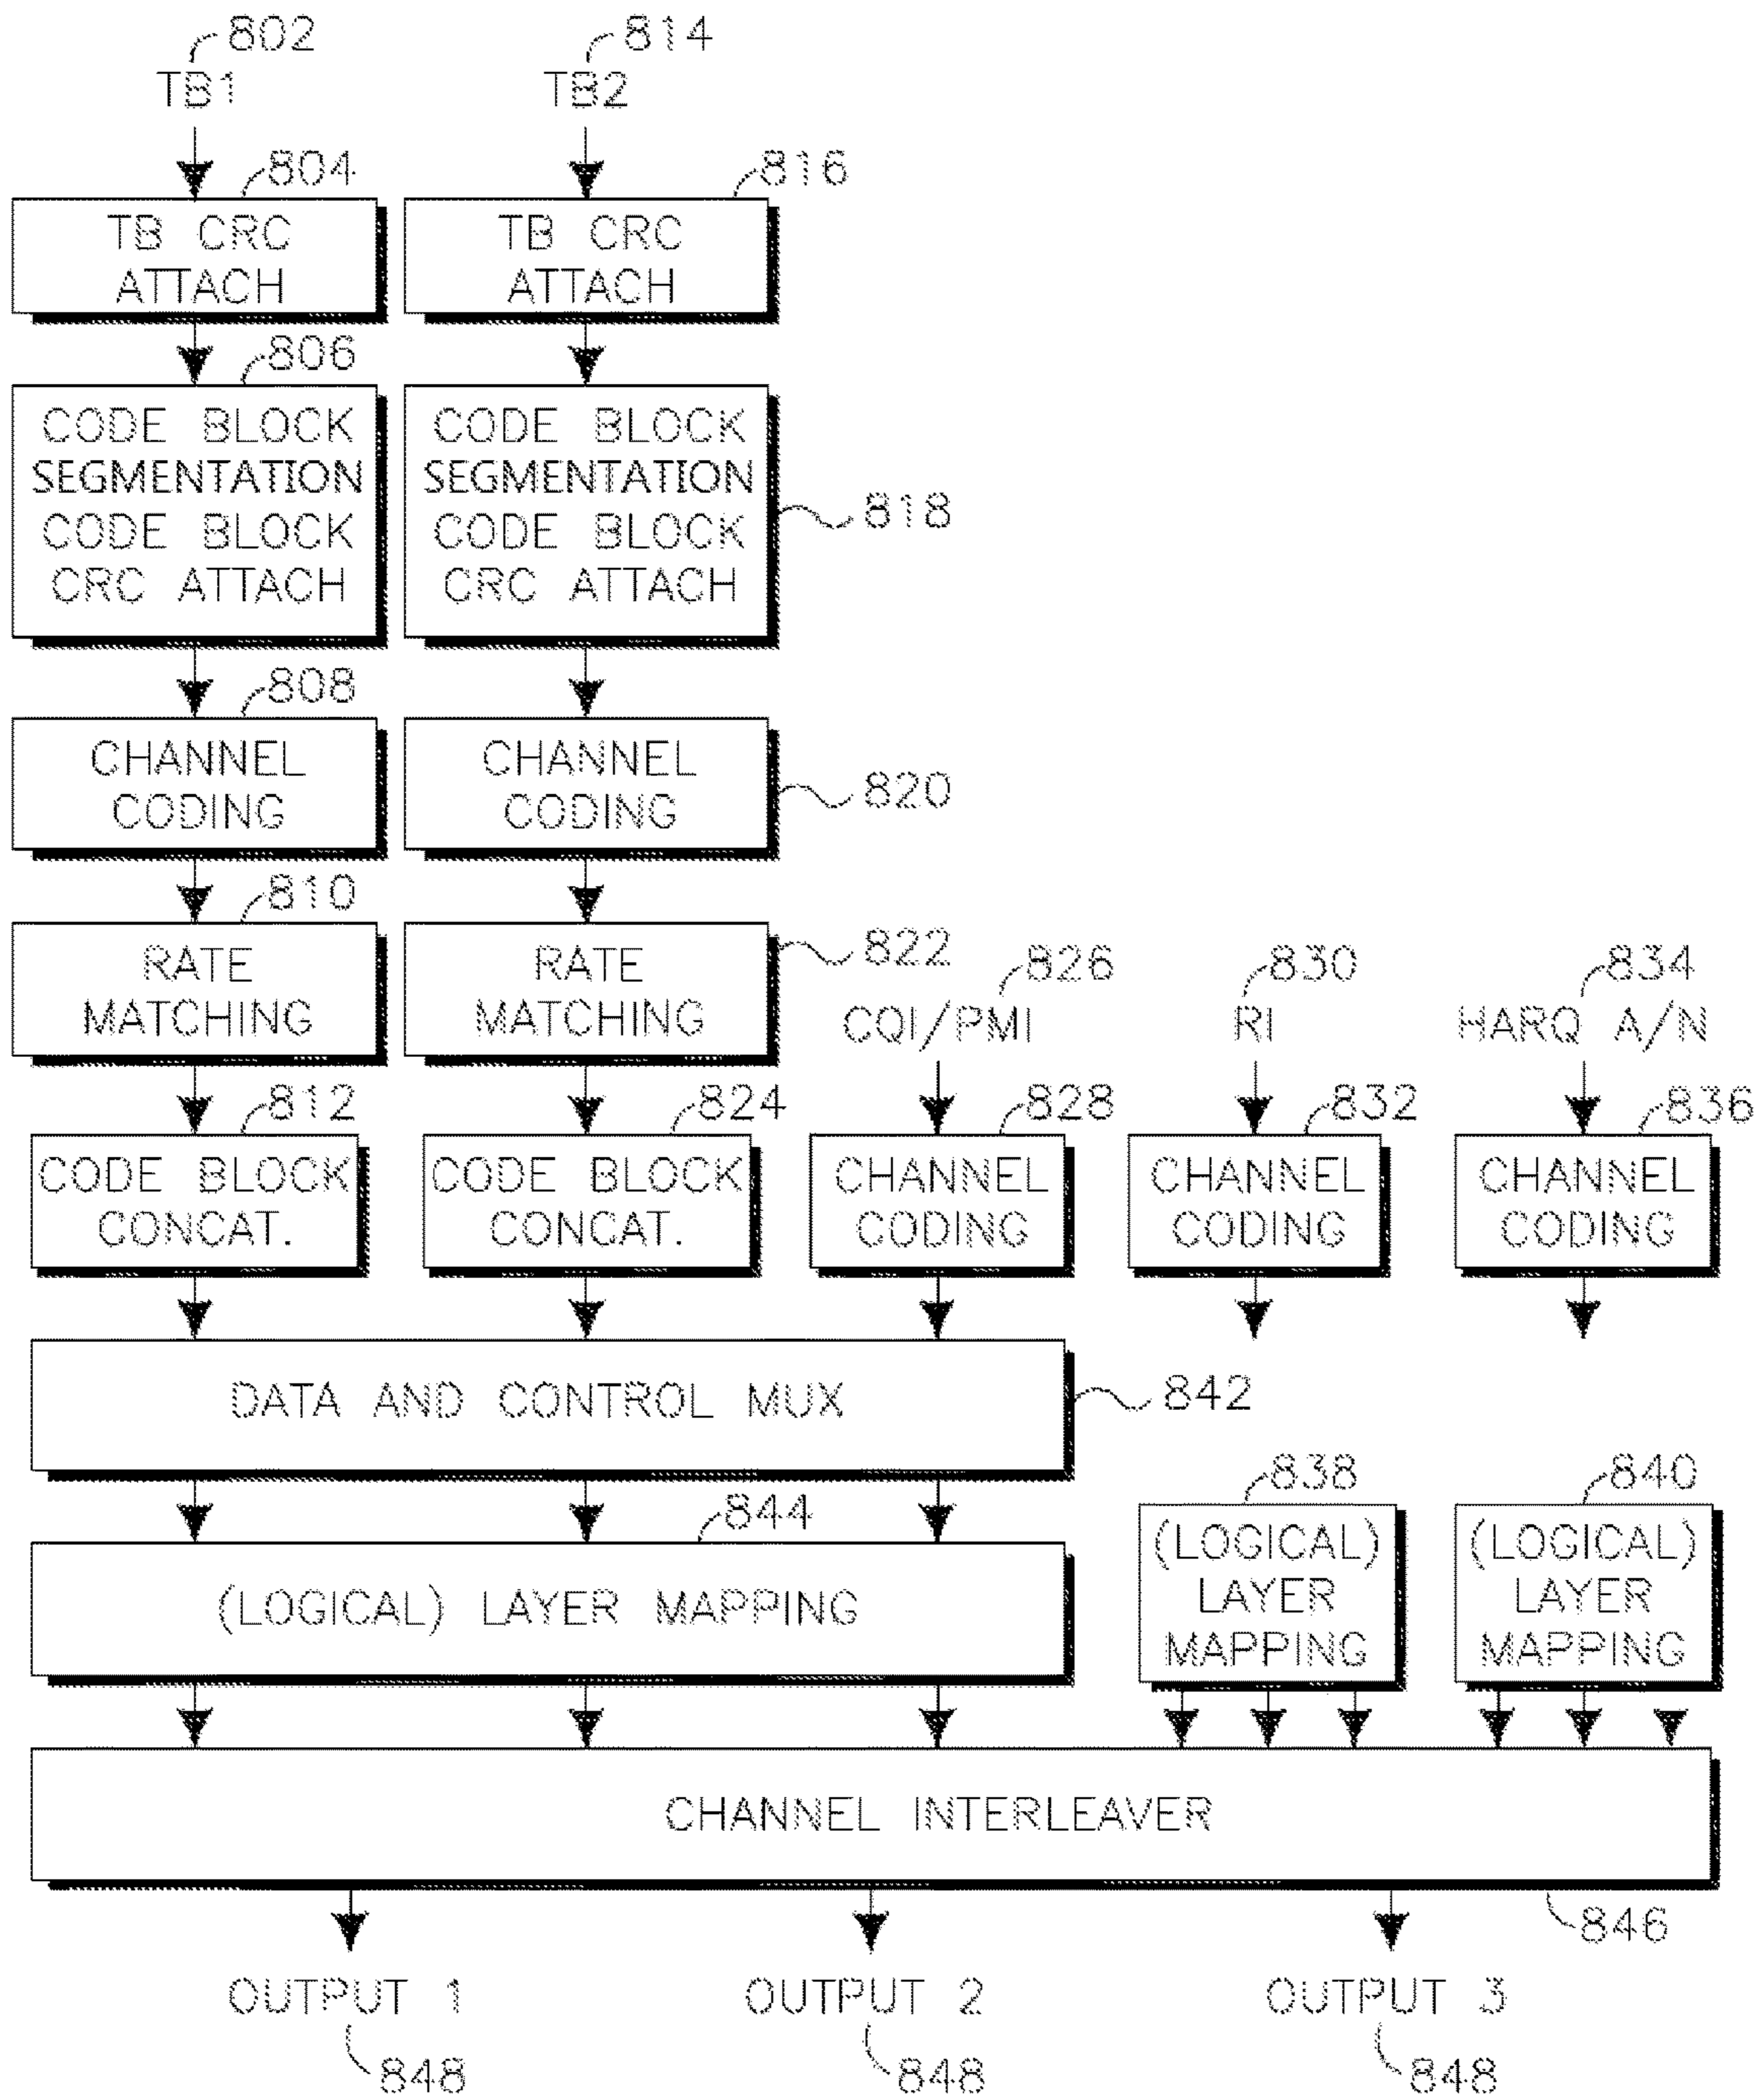 802
814
TB1
TB2
804
816
TB CRC
ATTACH
TB CRC
ATTACH
806
CODE BLOCK
SEGMENTATION
CODE BLOCK
CRC ATTACH
CODE BLOCK
SEGMENTATION
CODE BLOCK
CRC ATTACH
818
808
CHANNEL
CODING
CHANNEL
CODING
820
810
RATE
MATCHING
RATE
MATCHING
822
826
830
834
CQI/PMI
RI
HARQ A/N
812
824
828
832
836
CODE BLOCK
CONCAT.
CODE BLOCK
CONCAT.
CHANNEL
CODING
CHANNEL
CODING
CHANNEL
CODING
DATA AND CONTROL MUX
842
838
840
844
(LOGICAL) LAYER MAPPING
(LOGICAL)
LAYER
MAPPING
(LOGICAL)
LAYER
MAPPING
CHANNEL INTERLEAVER
846
OUTPUT 1
OUTPUT 2
OUTPUT 3
848
848
848